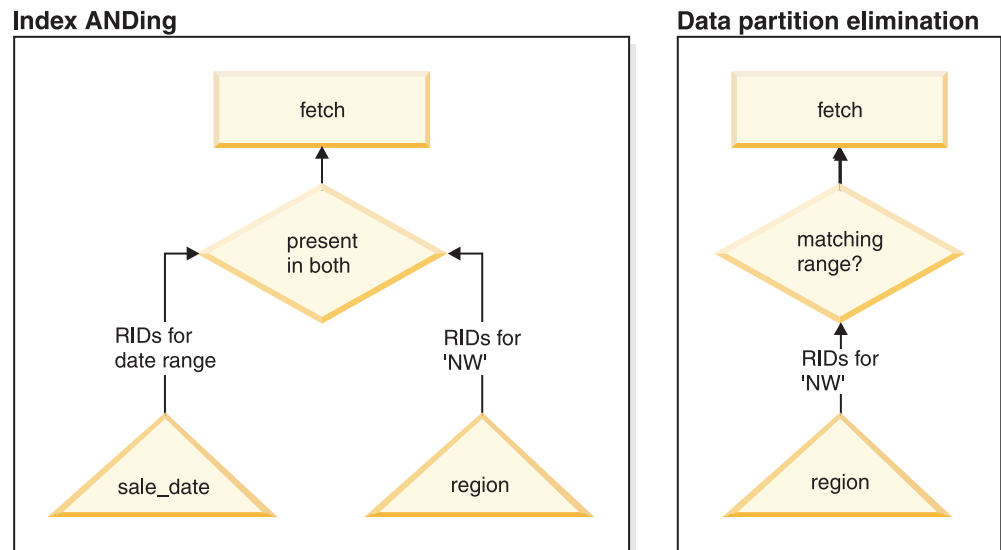 Index ANDing
fetch
present
in both
RIDs for
date range
RIDs for
'NW'
sale_date
region
Data partition elimination
fetch
matching
range?
RIDs for
'NW'
region